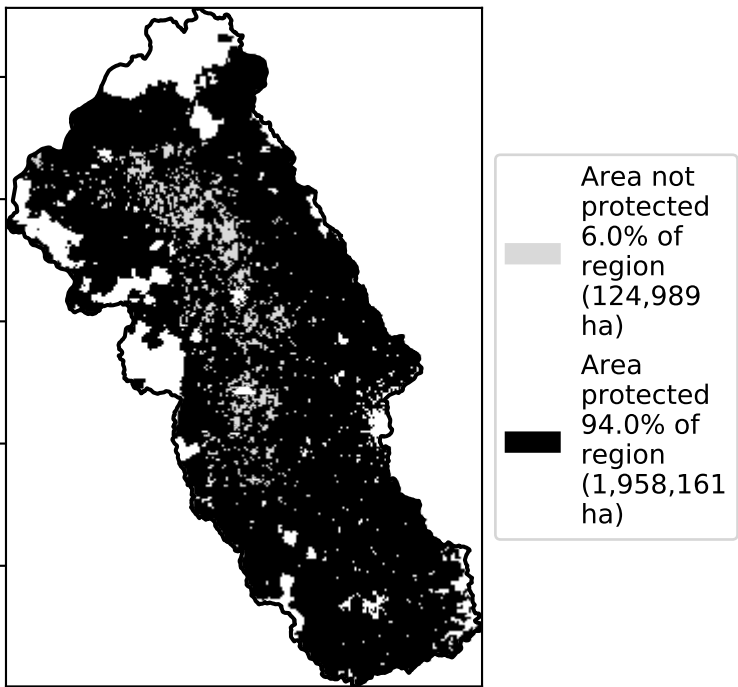 Area not
protected
6.0% of
region
(124,989
ha)
Area
protected
94.0% of
region
(1,958,161
ha)